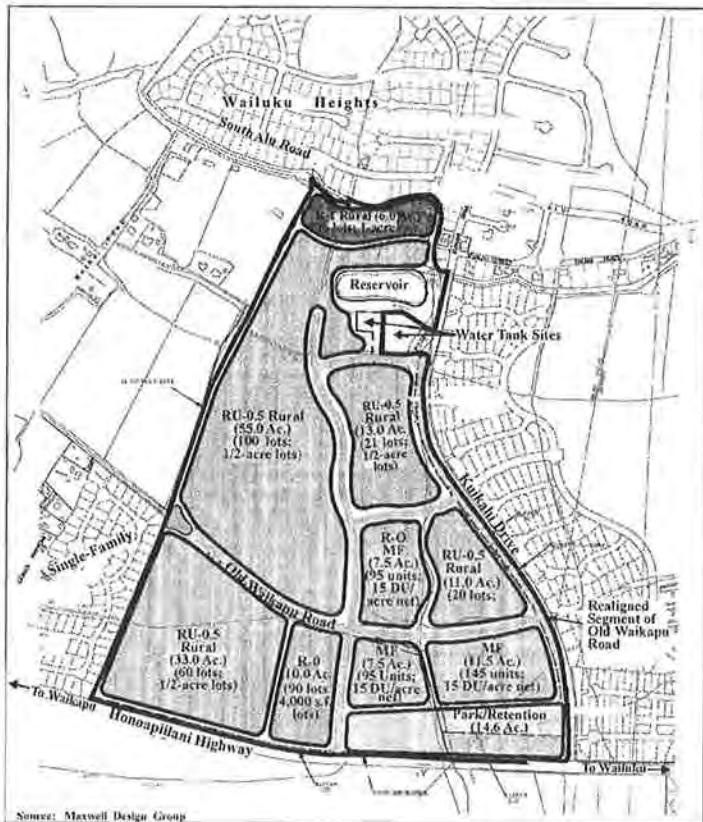 Wailuku Heights
South Alu Road
Rural (6.0 Ac.)
Reservoir
Water Tank Sites
RU-0.5 Rural
(55.0 Ac.)
(100 lots;
1/2-acre lots)
RU-0.5
Rural
(13.0 Ac.
(21 lots;
1/2-acre
lots)
Kuikahi Drive
Single-Family
Old Waikapu Road
R-O
MF
(7.5 Ac.)
(95 units;
15 DU/
acre net)
RU-0.5
Rural
(11.0 Ac.)
(20 lots;
Realigned
Segment of
Old Waikapu
Road
RU-0.5
Rural
(33.0 Ac.)
(60 lots;
1/2-acre lots)
R-0
10.0 Ac.
(90 lots
4,000 s.f.
lots)
MF
(7.5 Ac.)
(95 Units;
15 DU/acre
net)
MF
(11.5 Ac.)
(145 units;
15 DU/acre net)
Park/Retention
(14.6 Ac.)
To Waikapu
Honoapiilani Highway
To Wailuku
Source: Maxwell Design Group